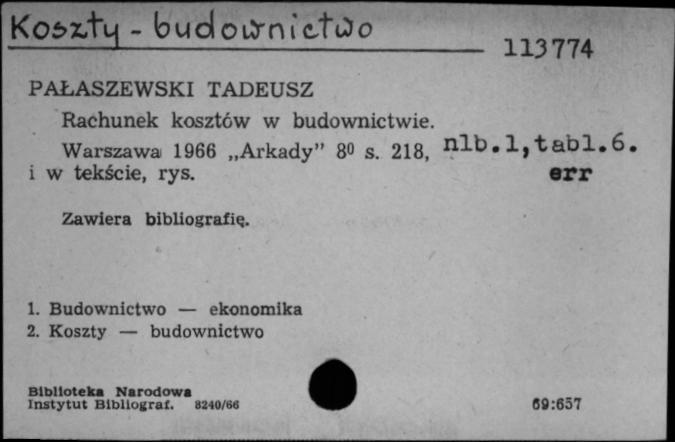 Koszty - budownictwo
113774
PAŁASZEWSKI TADEUSZ
Rachunek kosztów w budownictwie.
Warszawa 1966 „Arkady” 8⁰ s. 218, nlb.1,tabl.6.
i w tekście, rys. err
Zawiera bibliografię.
1. Budownictwo — ekonomika
2. Koszty — budownictwo
Biblioteka Narodowa
Instytut Bibliograf. 8240/66
69:657